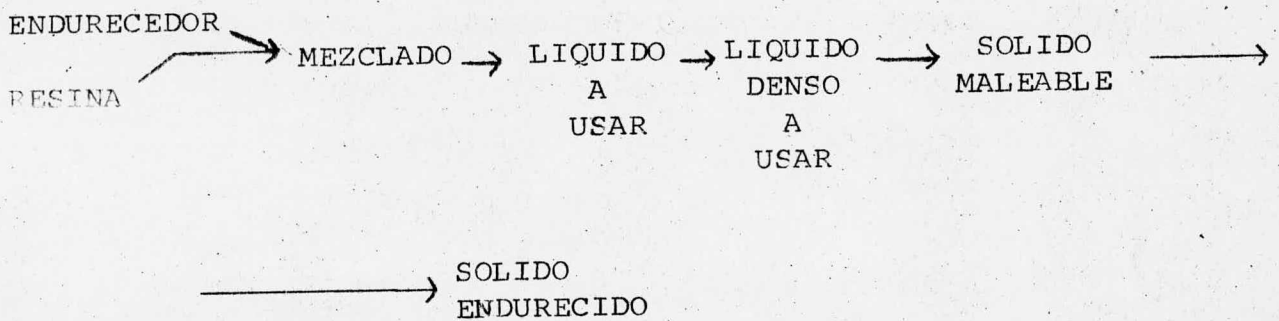 ENDURECEDOR
RESINA
MEZCLADO
LIQUIDO
A
USAR
LIQUIDO
DENSO
A
USAR
SOLIDO
MALEABLE
SOLIDO
ENDURECIDO